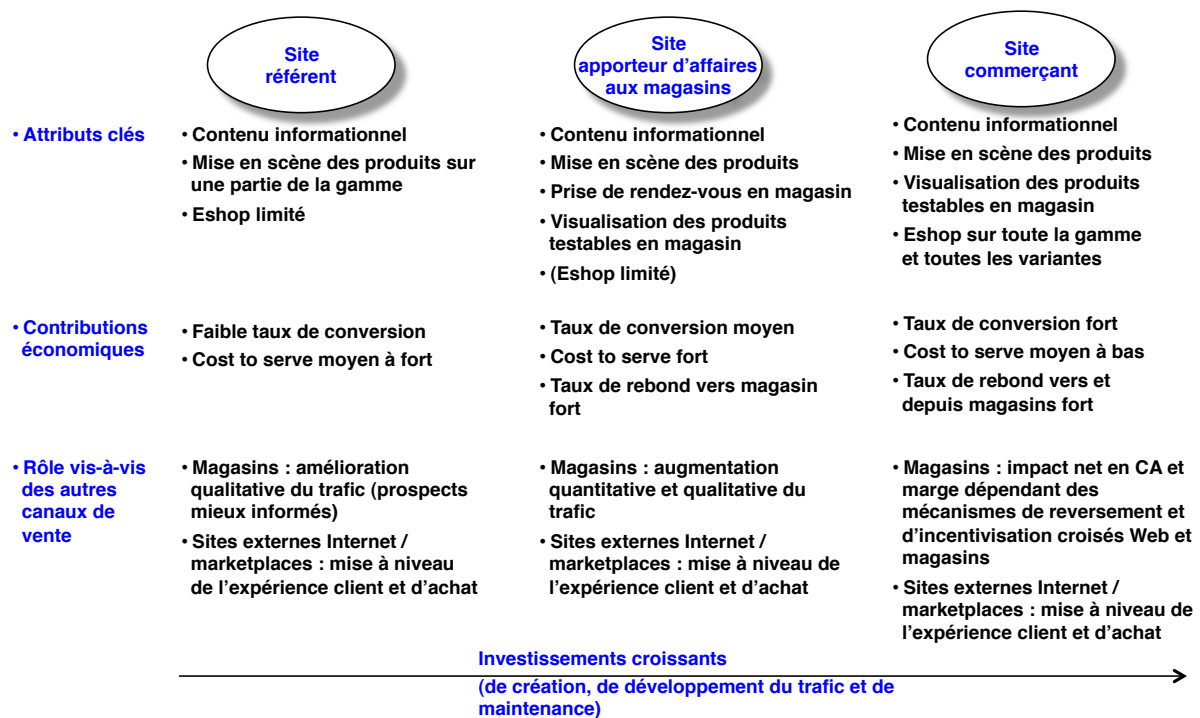 Site
référent
Site
apporteur d'affaires
aux magasins
Site
commerçant
• Attributs clés
• Contenu informationnel
• Mise en scène des produits sur
une partie de la gamme
• Eshop limité
• Contenu informationnel
• Mise en scène des produits
• Prise de rendez-vous en magasin
• Visualisation des produits
testables en magasin
• (Eshop limité)
• Contenu informationnel
• Mise en scène des produits
• Visualisation des produits
testables en magasin
• Eshop sur toute la gamme
et toutes les variantes
• Contributions
économiques
• Faible taux de conversion
• Cost to serve moyen à fort
• Taux de conversion moyen
• Cost to serve fort
• Taux de rebond vers magasin
fort
• Taux de conversion fort
• Cost to serve moyen à bas
• Taux de rebond vers et
depuis magasins fort
• Rôle vis-à-vis
des autres
canaux de
vente
• Magasins : amélioration
qualitative du trafic (prospects
mieux informés)
• Sites externes Internet /
marketplaces : mise à niveau
de l'expérience client et d'achat
• Magasins : augmentation
quantitative et qualitative du
trafic
• Sites externes Internet /
marketplaces : mise à niveau de
l'expérience client et d'achat
• Magasins : impact net en CA et
marge dépendant des
mécanismes de reversement et
d'incentivisation croisés Web et
magasins
• Sites externes Internet /
marketplaces : mise à niveau de
l'expérience client et d'achat
Investissements croissants
(de création, de développement du trafic et de
maintenance)